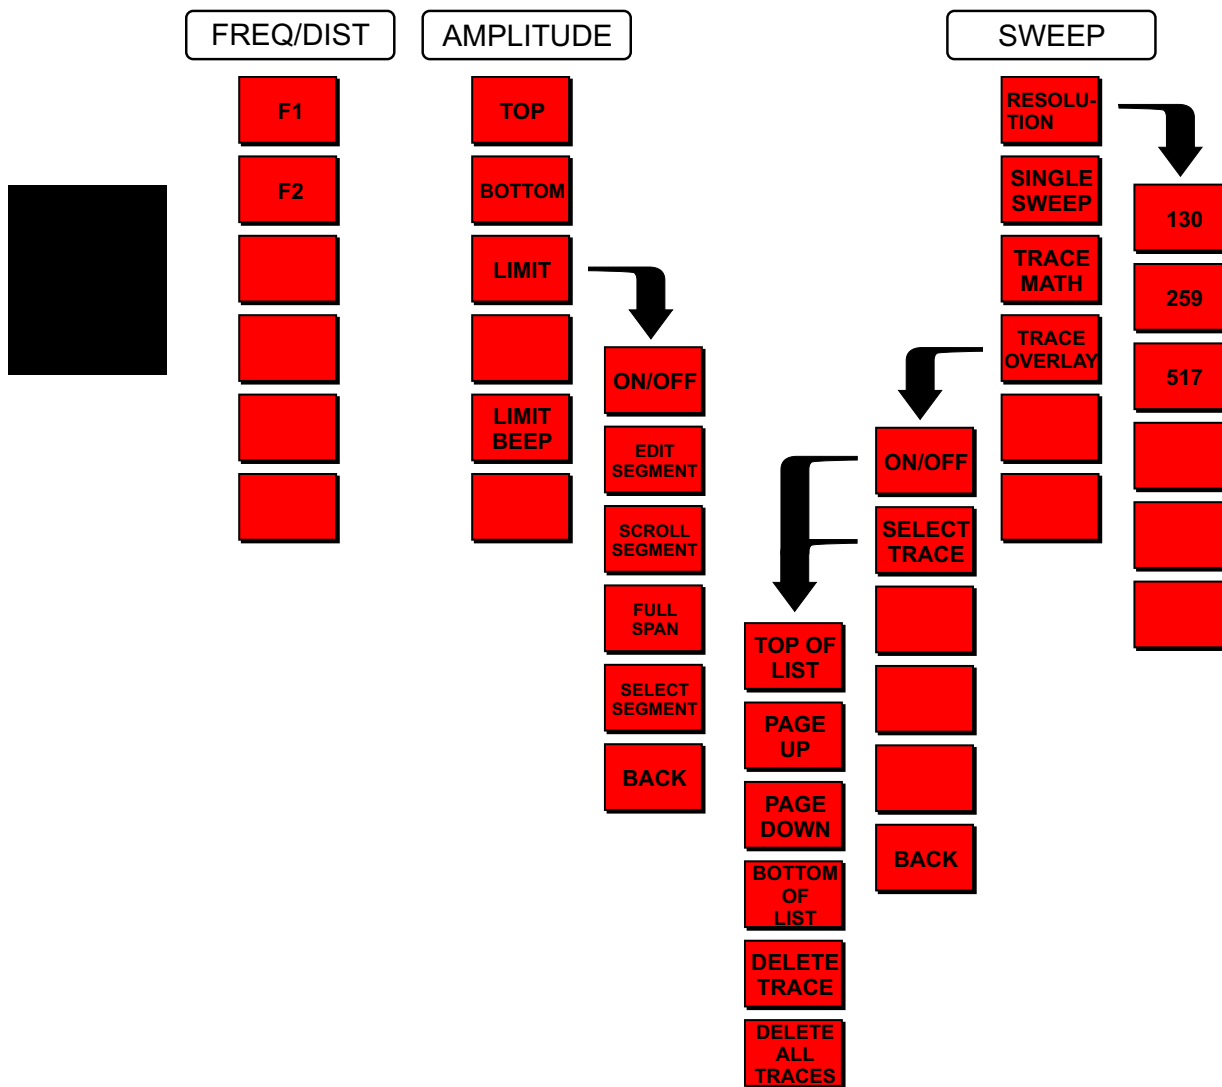 FREQ/DIST
F1
F2
AMPLITUDE
TOP
BOTTOM
LIMIT
LIMIT
BEEP
ON/OFF
EDIT
SEGMENT
SCROLL
SEGMENT
FULL
SPAN
SELECT
SEGMENT
BACK
SWEEP
RESOLU-
TION
SINGLE
SWEEP
TRACE
MATH
TRACE
OVERLAY
130
259
517
ON/OFF
SELECT
TRACE
BACK
TOP OF
LIST
PAGE
UP
PAGE
DOWN
BOTTOM
OF
LIST
DELETE
TRACE
DELETE
ALL
TRACES